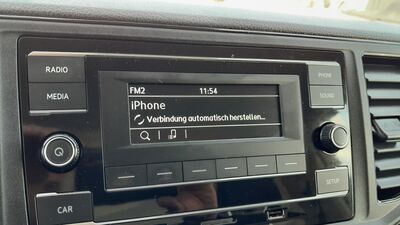 RADIO
MEDIA
CAR
FM2 11:54
iPhone
Verbindung automatisch herstellen...
PHONE
SOUND
SETUP